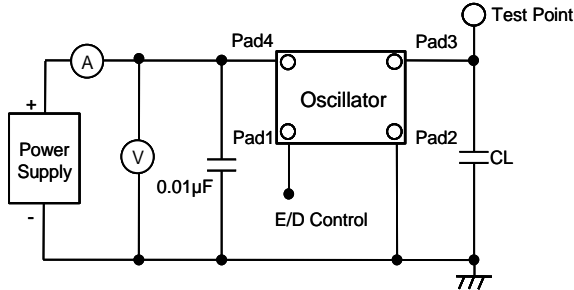 Test Point
Pad4
Pad3
A
Oscillator
+
Power
Supply
-
V
0.01µF
Pad1
Pad2
CL
E/D Control